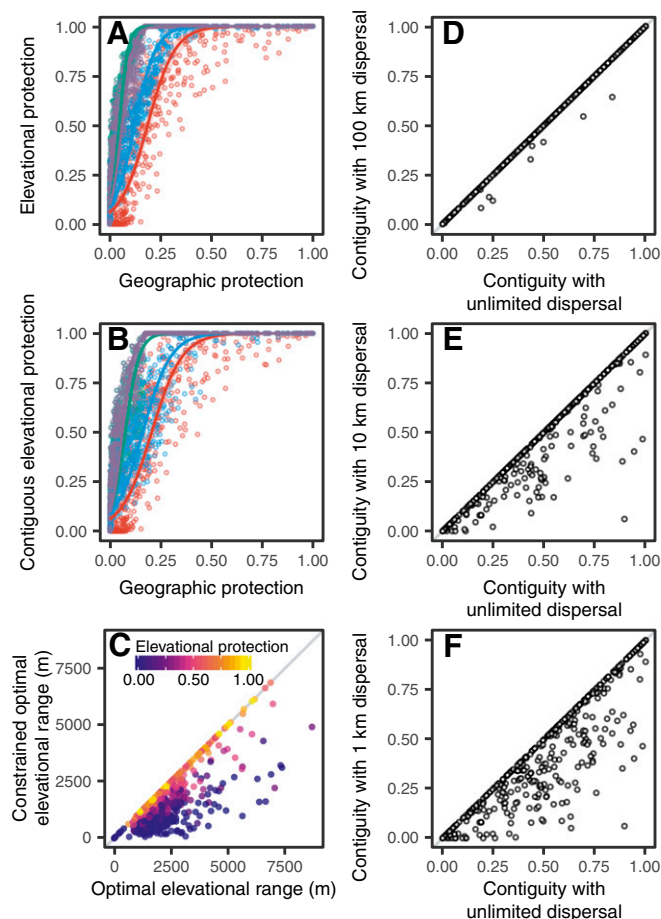 A
Elevational protection
1.00
0.75
0.50
0.25
0.00
0.00 0.25 0.50 0.75 1.00
Geographic protection
D
Contiguity with 100 km dispersal
1.00
0.75
0.50
0.25
0.00
0.00 0.25 0.50 0.75 1.00
Contiguity with
unlimited dispersal
B
Contiguous elevational protection
1.00
0.75
0.50
0.25
0.00
0.00 0.25 0.50 0.75 1.00
Geographic protection
E
Contiguity with 10 km dispersal
1.00
0.75
0.50
0.25
0.00
0.00 0.25 0.50 0.75 1.00
Contiguity with
unlimited dispersal
C
Elevational protection
0.00 0.50 1.00
Constrained optimal
elevational range (m)
7500
5000
2500
0
0 2500 5000 7500
Optimal elevational range (m)
F
Contiguity with 1 km dispersal
1.00
0.75
0.50
0.25
0.00
0.00 0.25 0.50 0.75 1.00
Contiguity with
unlimited dispersal